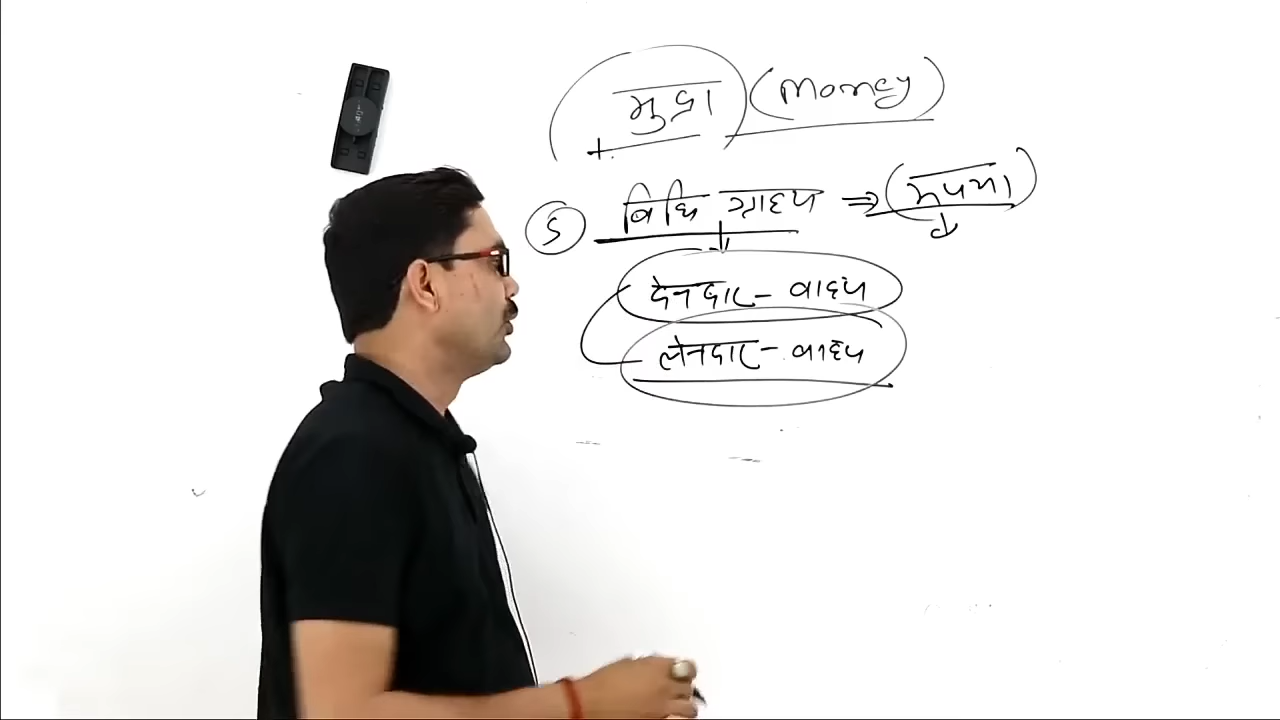 मुद्रा (Money)
5 विधि ग्राह्य ⇒ (रुपया)
देनदार - बाध्य
लेनदार - बाध्य